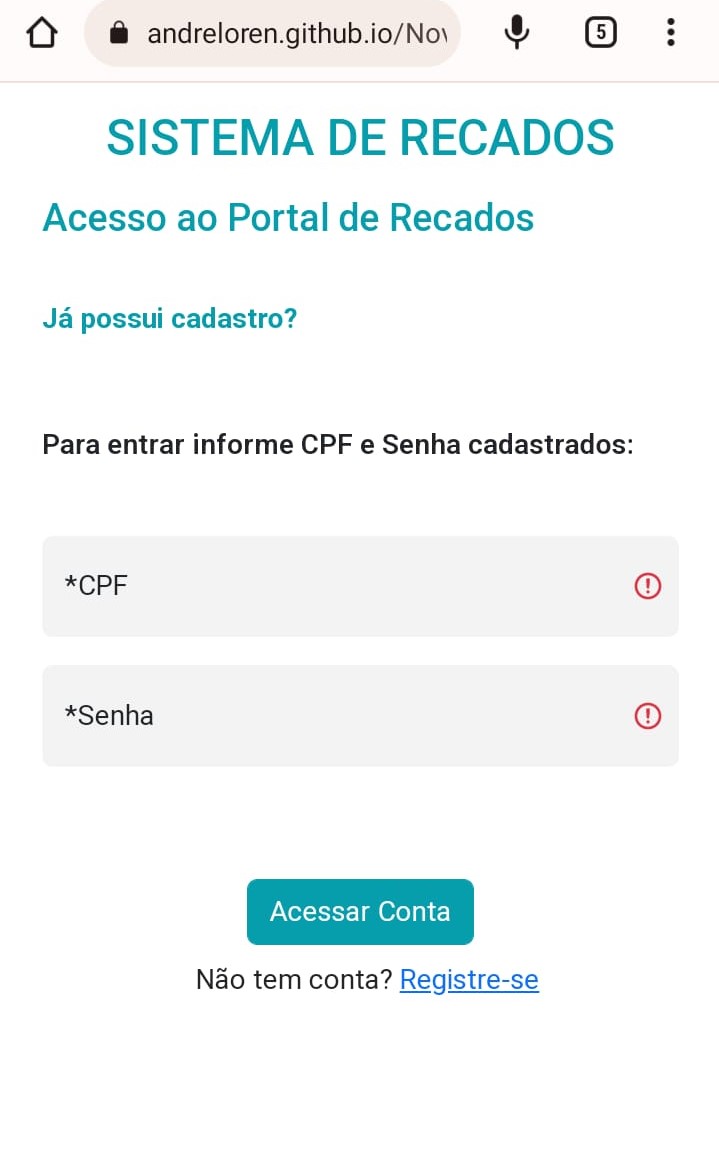 andreloren.github.io/Nov
5
SISTEMA DE RECADOS
Acesso ao Portal de Recados
Já possui cadastro?
Para entrar informe CPF e Senha cadastrados:
*CPF
*Senha
Acessar Conta
Não tem conta? Registre-se